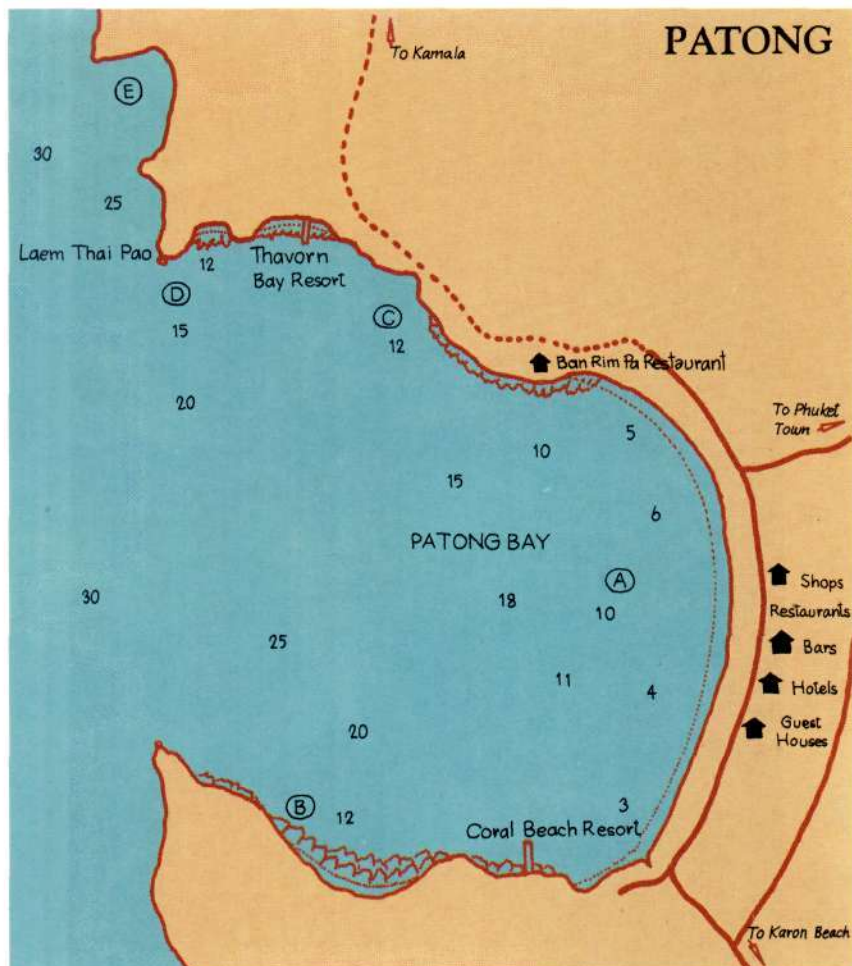 PATONG
To Kamala
E
30
25
Laem Thai Pao
12
Thavorn
Bay Resort
D
15
C
12
20
Ban Rim Pa Restaurant
To Phuket
Town
5
10
15
6
PATONG BAY
A
Shops
30
18
10
Restaurants
25
Bars
11
4
Hotels
20
Guest
Houses
B
12
3
Coral Beach Resort
To Karon Beach